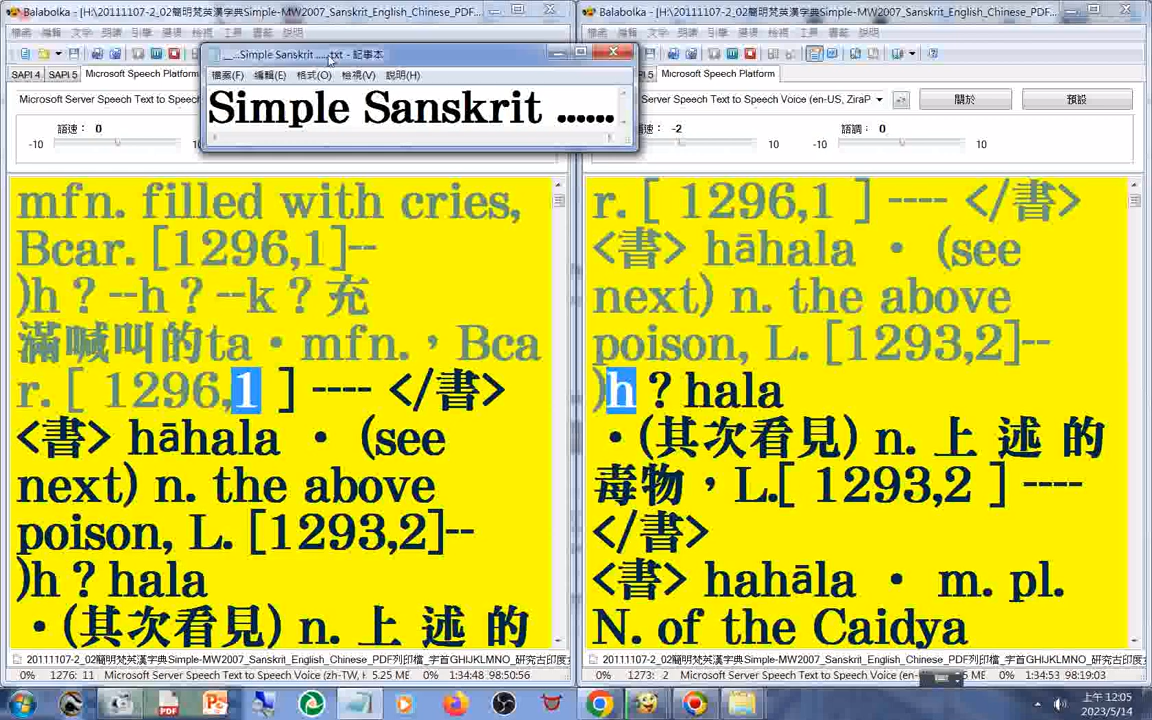 Balabolka - [H:\20111107-2_02簡明梵英漢字典Simple-MW2007_Sanskrit_English_Chinese_PDF...
Balabolka - [H:\20111107-2_02簡明梵英漢字典Simple-MW2007_Sanskrit_English_Chinese_PDF...
__...Simple Sanskrit .....txt - 記事本
檔案(F) 編輯(E) 格式(O) 檢視(V) 說明(H)
Simple Sanskrit ......
SAPI 4 SAPI 5 Microsoft Speech Platform
Microsoft Speech Platform
Microsoft Server Speech Text to Spee
Server Speech Text to Speech Voice (en-US, ZiraP
關於
預設
語速： 0
-10
速： -2
10
語調： 0
-10
10
mfn. filled with cries,
Bcar. [1296,1]--
)h？--h？--k？充
滿喊叫的ta・mfn.，Bca
r. [ 1296,1 ] ---- </書>
<書> hāhala ・ (see
next) n. the above
poison, L. [1293,2]--
)h？hala
・(其次看見) n. 上 述 的
r. [ 1296,1 ] ---- </書>
<書> hāhala ・ (see
next) n. the above
poison, L. [1293,2]--
)h？hala
・(其次看見) n. 上 述 的
毒物，L.[ 1293,2 ] ----
</書>
<書> hahāla ・ m. pl.
N. of the Caidya
20111107-2_02簡明梵英漢字典Simple-MW2007_Sanskrit_English_Chinese_PDF列印檔_字首GHIJKLMNO_研究古印度
20111107-2_02簡明梵英漢字典Simple-MW2007_Sanskrit_English_Chinese_PDF列印檔_字首GHIJKLMNO_研究古印度
0% 1276: 11 Microsoft Server Speech Text to Speech Voice (zh-TW, H 5.25 ME 0% 1:34:48 98:50:56
0% 1273: 2 Microsoft Server Speech Text to Speech Voice 5 ME 0% 1:34:53 98:19:03
上午 12:05
2023/5/14